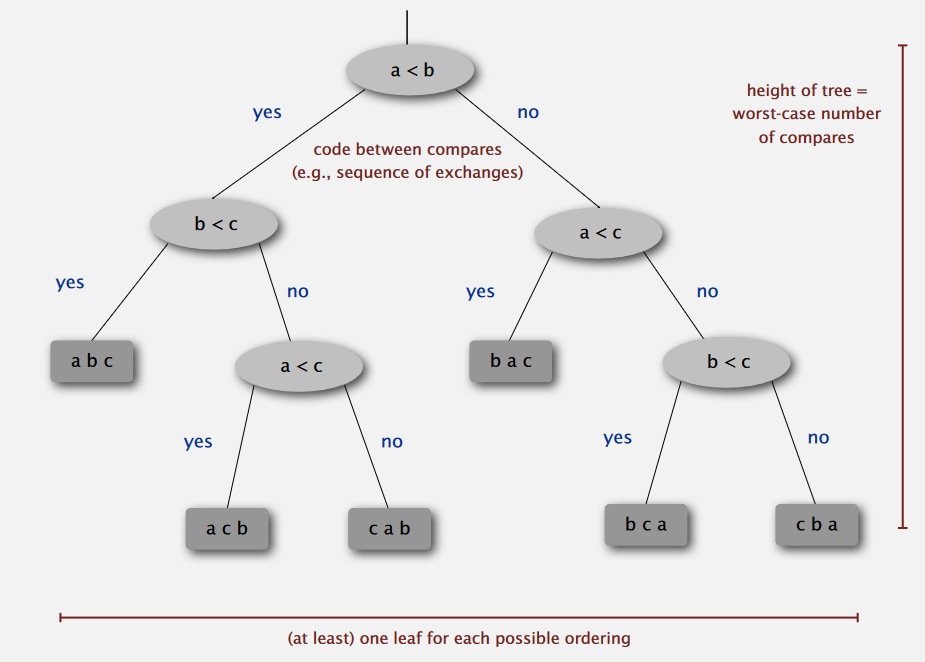 a < b
height of tree =
worst-case number
of compares
yes
no
code between compares
(e.g., sequence of exchanges)
b < c
a < c
yes
no
yes
no
a b c
a < c
b a c
b < c
yes
no
yes
no
a c b
c a b
b c a
c b a
(at least) one leaf for each possible ordering